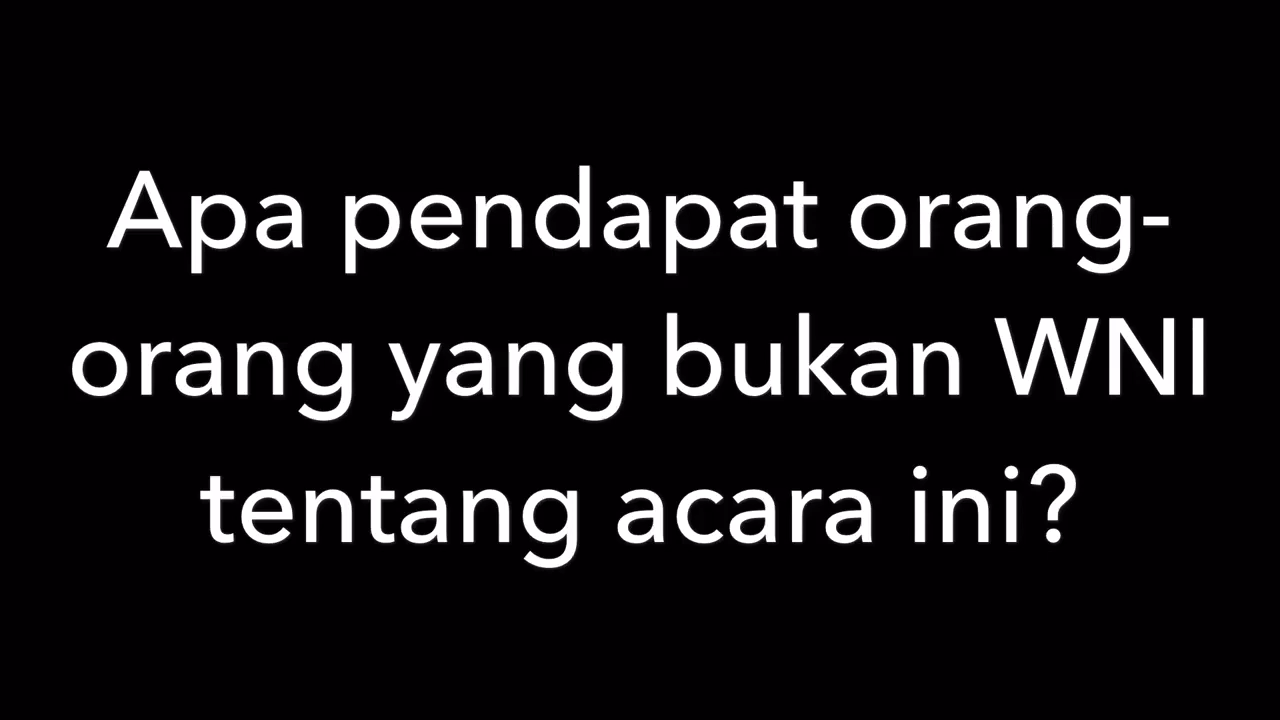 Apa pendapat orang-
orang yang bukan WNI
tentang acara ini?